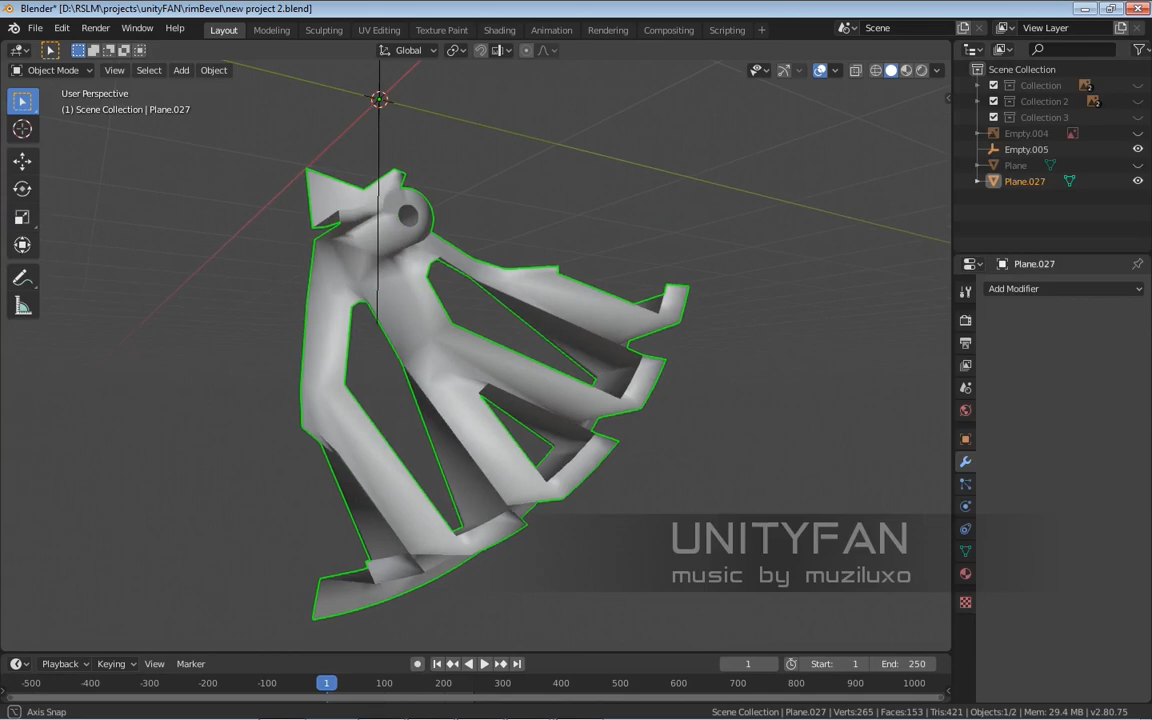 Blender* [D:\RSLM\projects\unityFAN\rimBevel\new project 2.blend]
File Edit Render Window Help Layout Modeling Sculpting UV Editing Texture Paint Shading Animation Rendering Compositing Scripting + Scene View Layer
Global
Object Mode View Select Add Object
User Perspective
(1) Scene Collection | Plane.027
Scene Collection
Collection 2
Collection 2 2
Collection 3
Empty.004
Empty.005
Plane
Plane.027
Plane.027
Add Modifier
UNITYFAN
music by muziluxo
Playback Keying View Marker 1 Start: 1 End: 250
-500 -400 -300 -200 -100 1 100 200 300 400 500 600 700 800 900 1000
Axis Snap Scene Collection | Plane.027 | Verts:265 | Faces:153 | Tris:421 | Objects:1/2 | Mem: 29.4 MB | v2.80.75